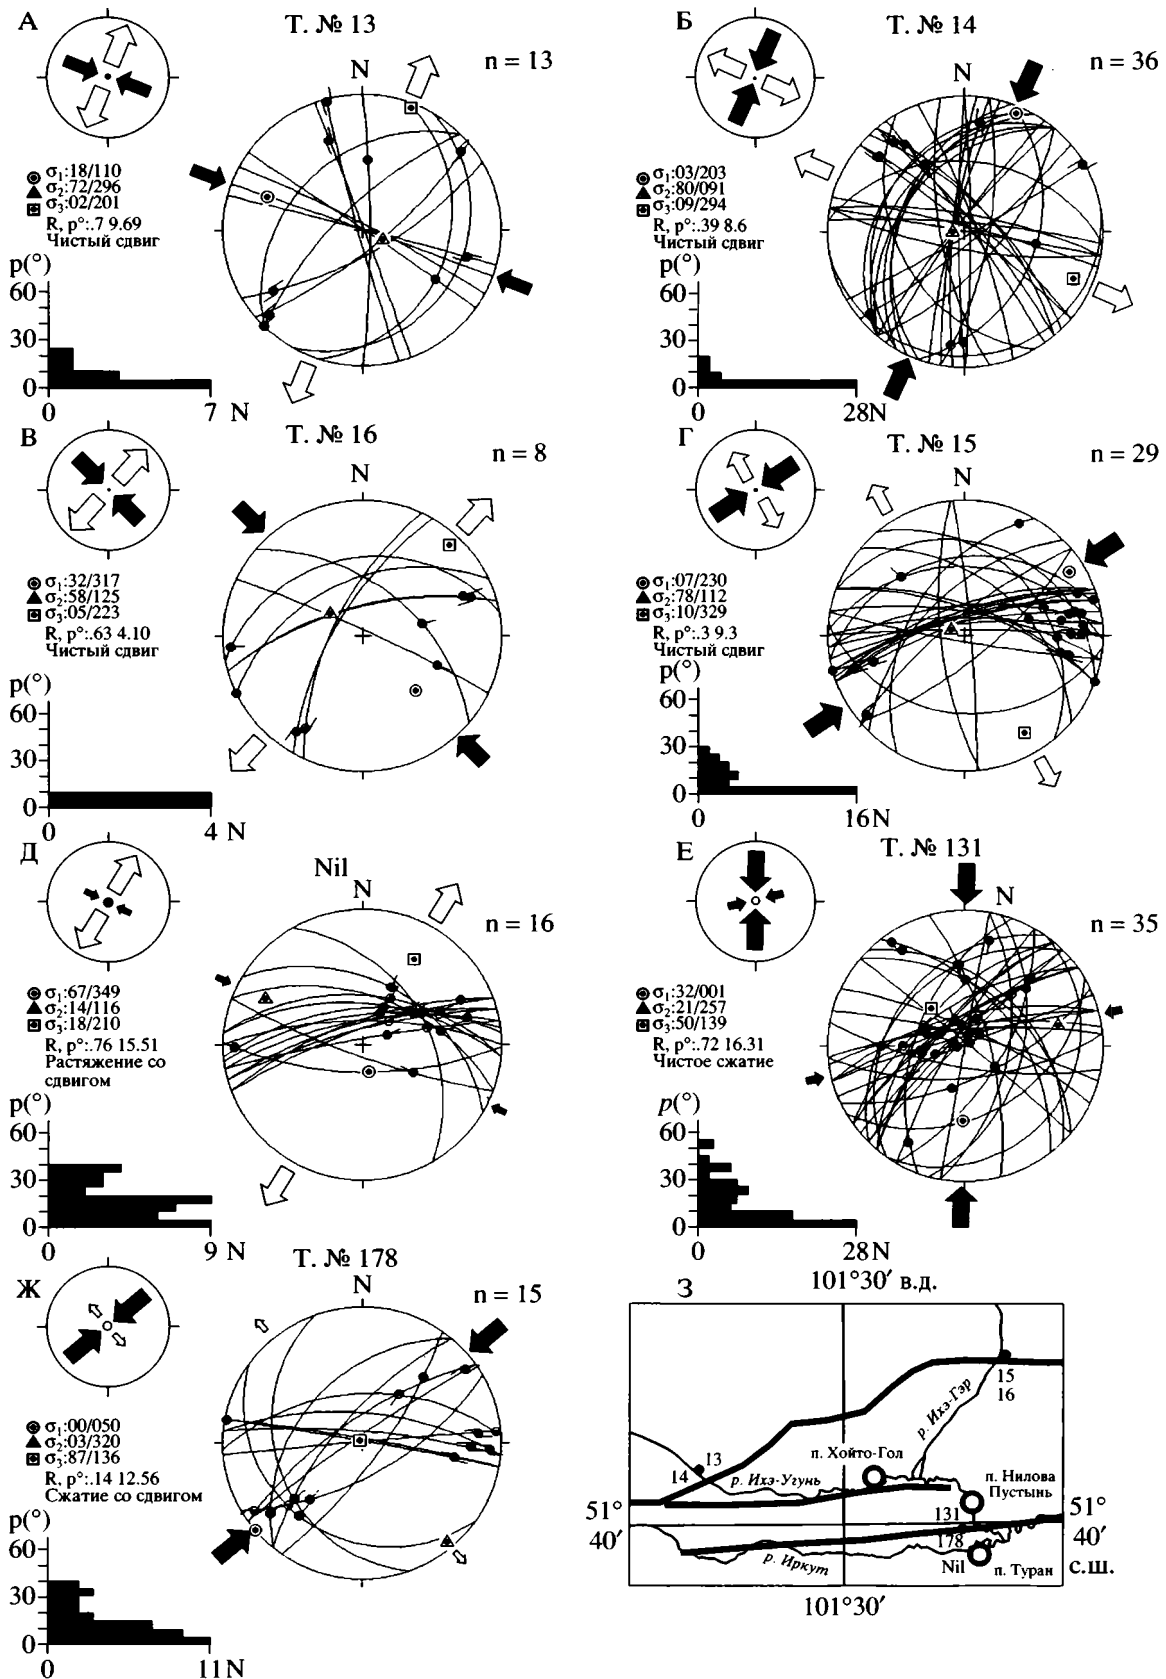 А
Т. № 13
n = 13
N
σ1:18/110
σ2:72/296
σ3:02/201
R, p°:.7 9.69
Чистый сдвиг
p(°)
60
30
0
0
7
N
Б
Т. № 14
n = 36
N
σ1:03/203
σ2:80/091
σ3:09/294
R, p°:.39 8.6
Чистый сдвиг
p(°)
60
30
0
0
28N
В
Т. № 16
n = 8
N
σ1:32/317
σ2:58/125
σ3:05/223
R, p°:.63 4.10
Чистый сдвиг
p(°)
60
30
0
0
4
N
Г
Т. № 15
n = 29
N
σ1:07/230
σ2:78/112
σ3:10/329
R, p°:.3 9.3
Чистый сдвиг
p(°)
60
30
0
0
16N
Д
Nil
n = 16
N
σ1:67/349
σ2:14/116
σ3:18/210
R, p°:.76 15.51
Растяжение со
сдвигом
p(°)
60
30
0
0
9 N
Е
Т. № 131
n = 35
N
σ1:32/001
σ2:21/257
σ3:50/139
R, p°:.72 16.31
Чистое сжатие
p(°)
60
30
0
0
28N
Ж
Т. № 178
n = 15
N
σ1:00/050
σ2:03/320
σ3:87/136
R, p°:.14 12.56
Сжатие со сдвигом
p(°)
60
30
0
0
11N
З
101°30′ в.д.
15
16
р. Ихэ-Гэр
13
14
п. Хойто-Гол
р. Ихэ-Угунь
п. Нилова
Пустынь
51°
40′
131
178
51°
40′
с.ш.
р. Иркут
Nil
п. Туран
101°30′